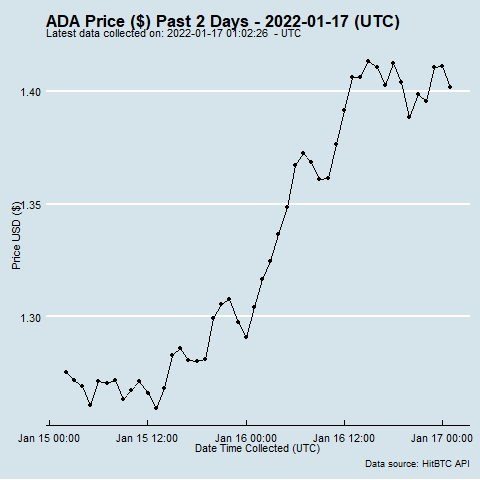 ADA Price ($) Past 2 Days - 2022-01-17 (UTC)
Latest data collected on: 2022-01-17 01:02:26 - UTC
1.40
1.35
1.30
Price USD ($)
Jan 15 00:00 Jan 15 12:00 Jan 16 00:00 Jan 16 12:00 Jan 17 00:00
Date Time Collected (UTC)
Data source: HitBTC API